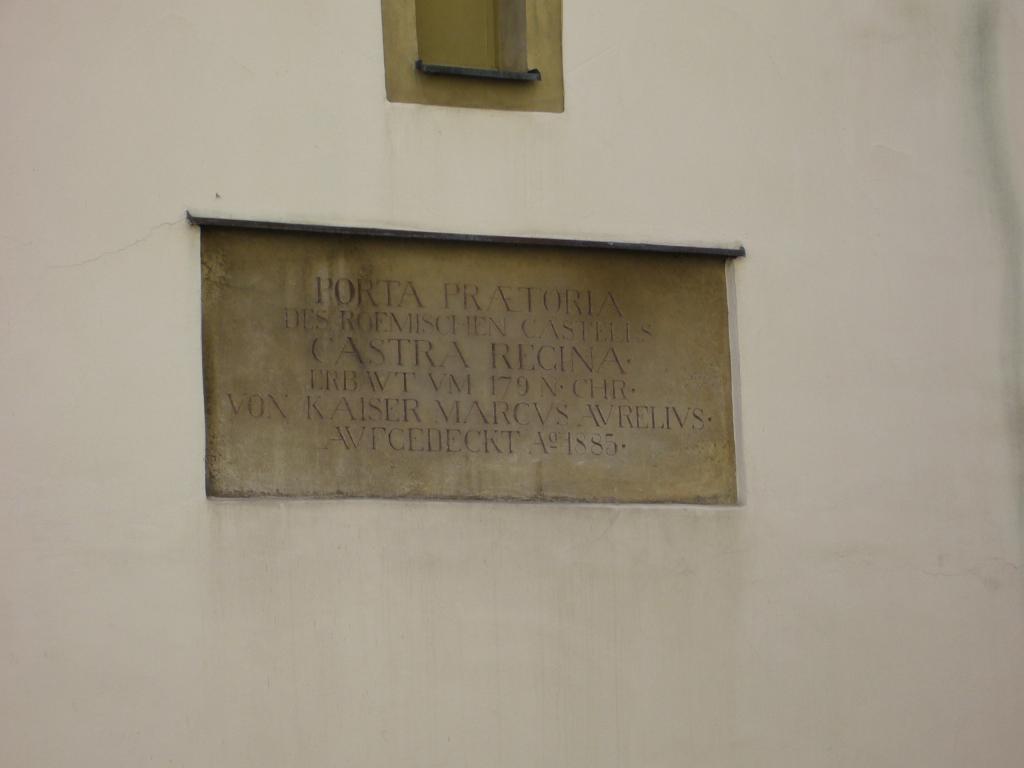 PORTA PRÆTORIA
DES ROEMISCHEN CASTELLS
CASTRA REGINA·
ERBAVT VM 179 N· CHR·
VON KAISER MARCVS AVRELIVS·
AVFGEDECKT Aº· 1885·